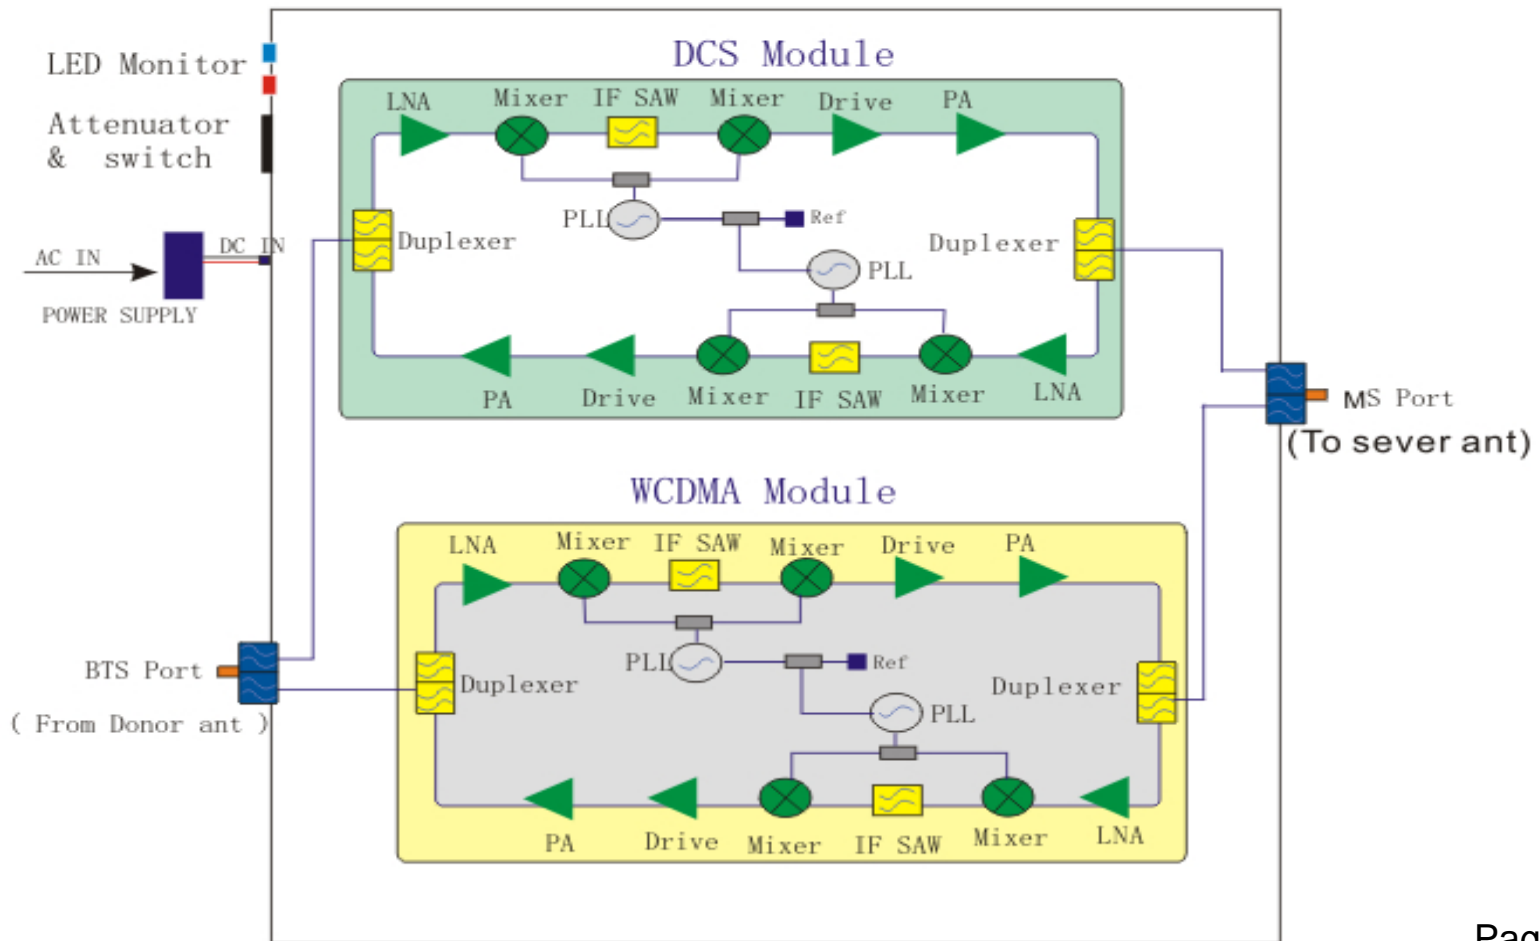 LED Monitor
Attenuator
& switch
AC IN
DC IN
POWER SUPPLY
DCS Module
LNA Mixer IF SAW Mixer Drive PA
PLL Ref
Duplexer Duplexer
PLL
PA Drive Mixer IF SAW Mixer LNA
MS Port
(To sever ant)
WCDMA Module
LNA Mixer IF SAW Mixer Drive PA
PLL Ref
Duplexer Duplexer
PLL
PA Drive Mixer IF SAW Mixer LNA
BTS Port
( From Donor ant )
Pag